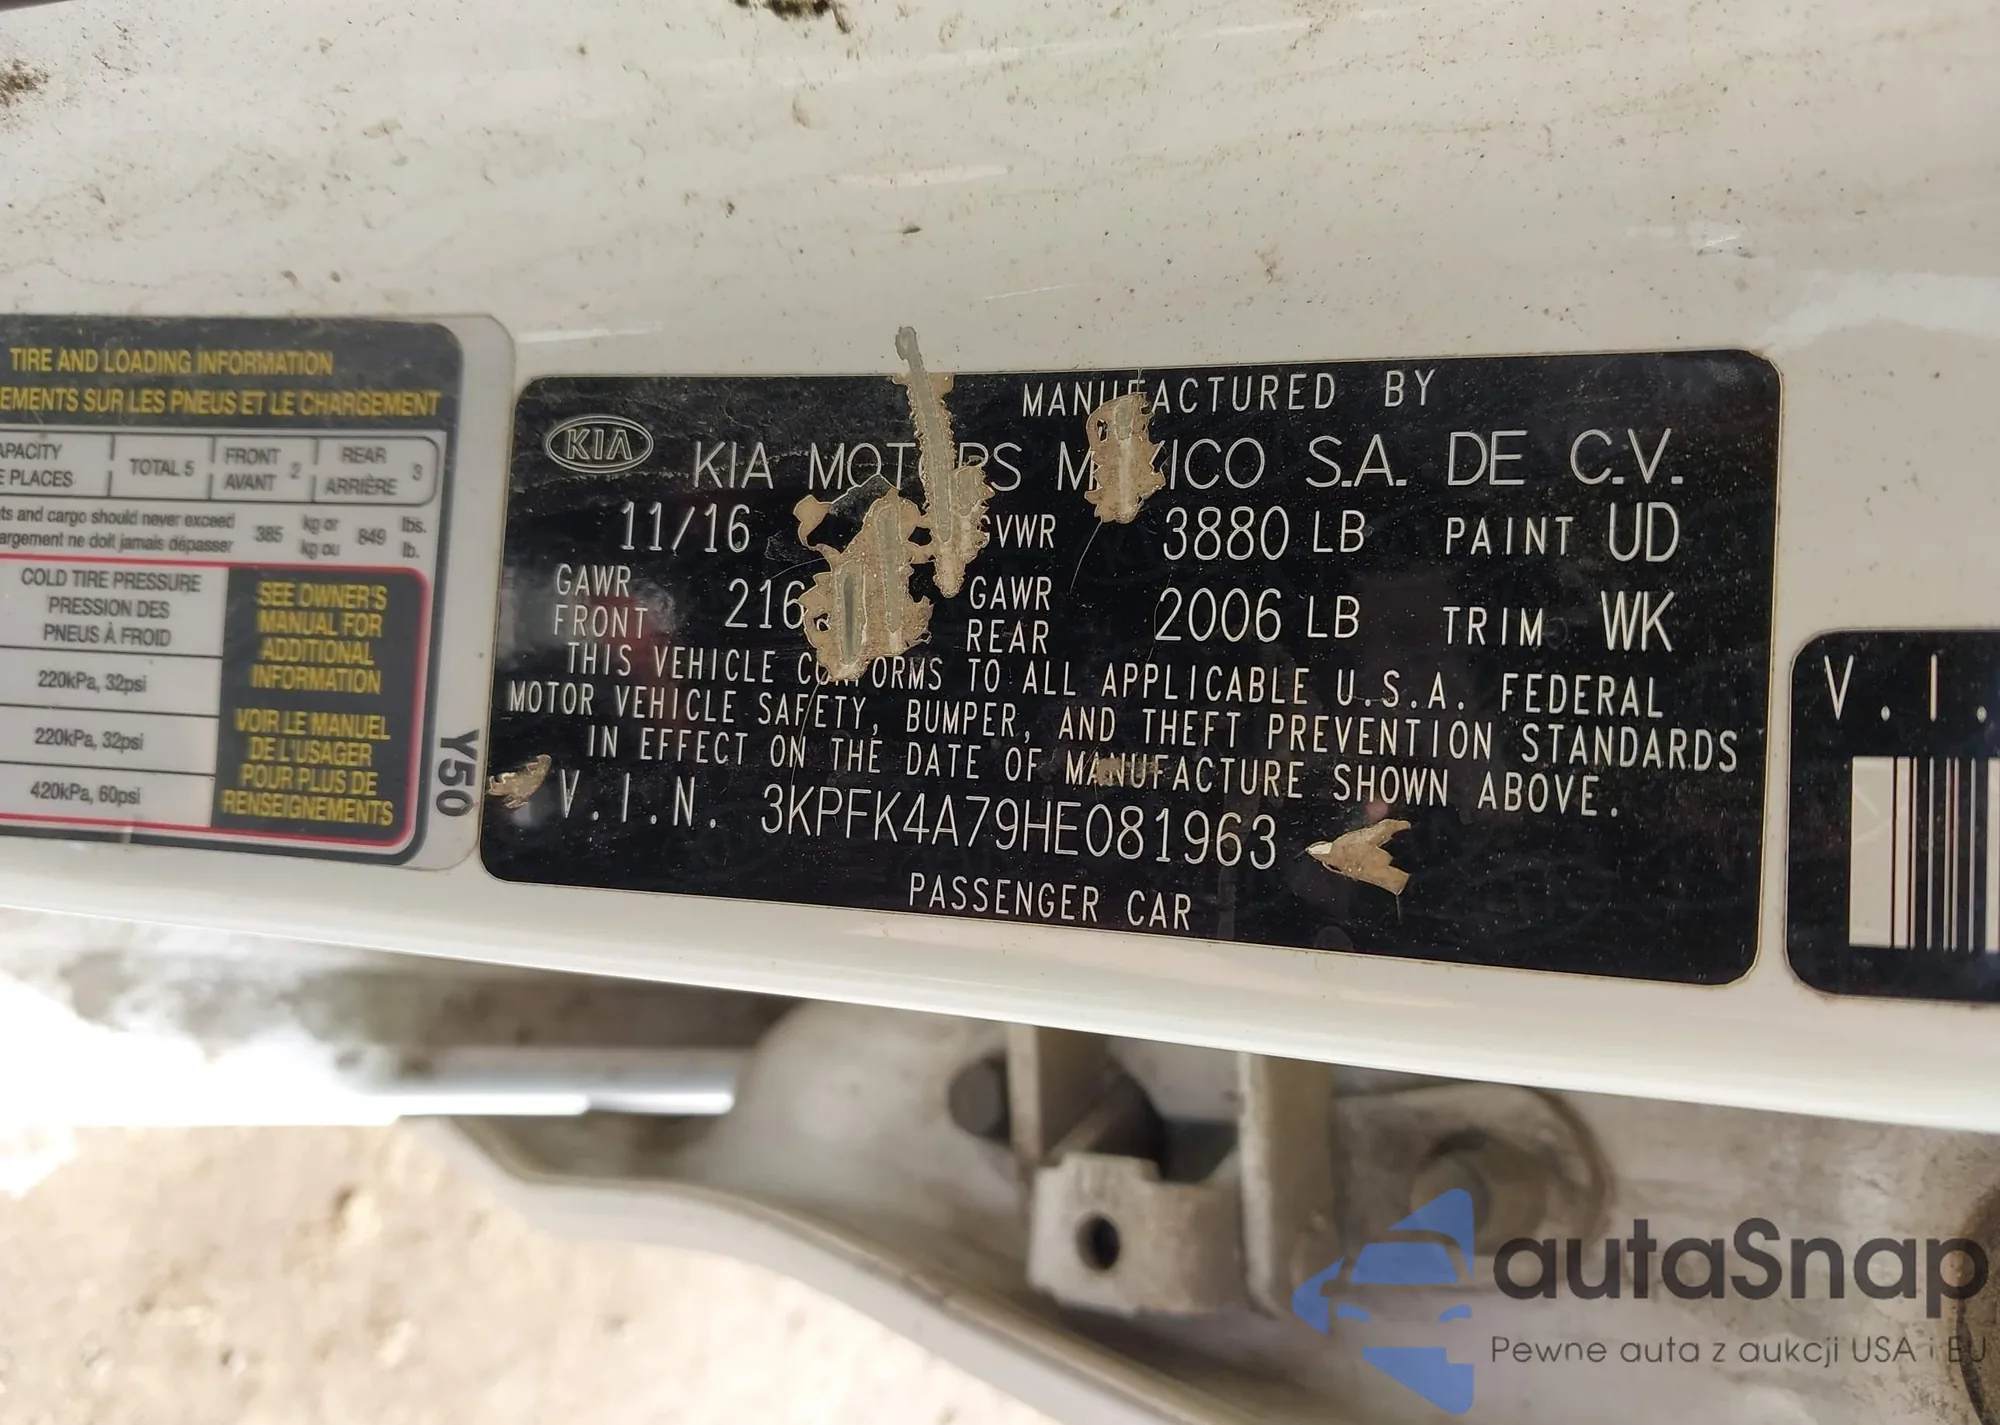 TIRE AND LOADING INFORMATION
SUR LES PNEUS ET LE CHARGEMENT
TOTAL 5
FRONT
AVANT 2
REAR
ARRIÈRE 3
PLACES
and cargo should never exceed 385 kg or 849 lbs.
ne doit jamais dépasser kg ou lb.
COLD TIRE PRESSURE
PRESSION DES
PNEUS À FROID
220kPa, 32psi
220kPa, 32psi
420kPa, 60psi
SEE OWNER'S
MANUAL FOR
ADDITIONAL
INFORMATION
VOIR LE MANUEL
DE L'USAGER
POUR PLUS DE
RENSEIGNEMENTS
Y50
MANUFACTURED BY
KIA KIA S.A. DE C.V.
11/16 GVWR 3880 LB PAINT UD
GAWR FRONT GAWR REAR 2006 LB TRIM WK
THIS VEHICLE CONFORMS TO ALL APPLICABLE U.S.A. FEDERAL
MOTOR VEHICLE SAFETY, BUMPER, AND THEFT PREVENTION STANDARDS
IN EFFECT ON THE DATE OF MANUFACTURE SHOWN ABOVE.
V.I.N. 3KPFK4A79HE081963
PASSENGER CAR
V.I.
autaSnap
Pewne auta z aukcji USA i EU